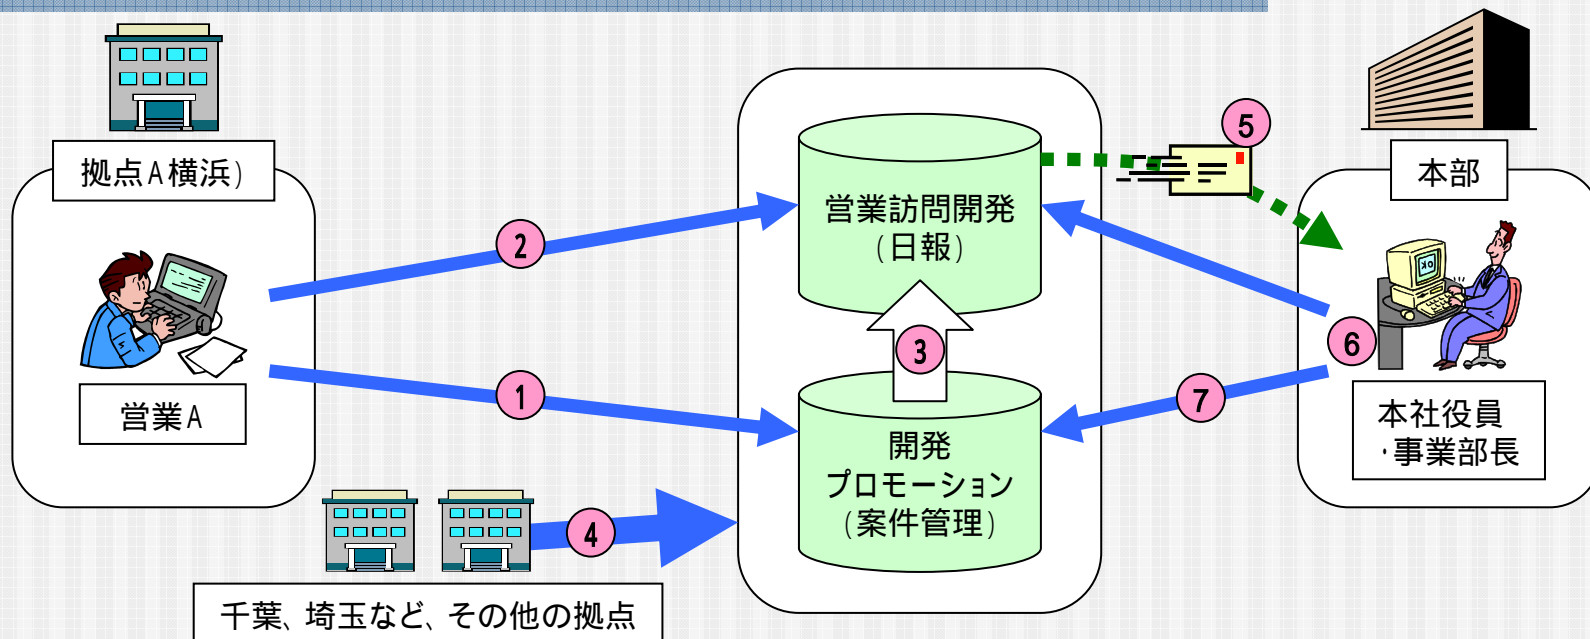 拠点A横浜)
営業A
2
1
千葉、埼玉など、その他の拠点
4
営業訪問開発
(日報)
3
開発
プロモーション
(案件管理)
5
本部
6
7
本社役員
・事業部長